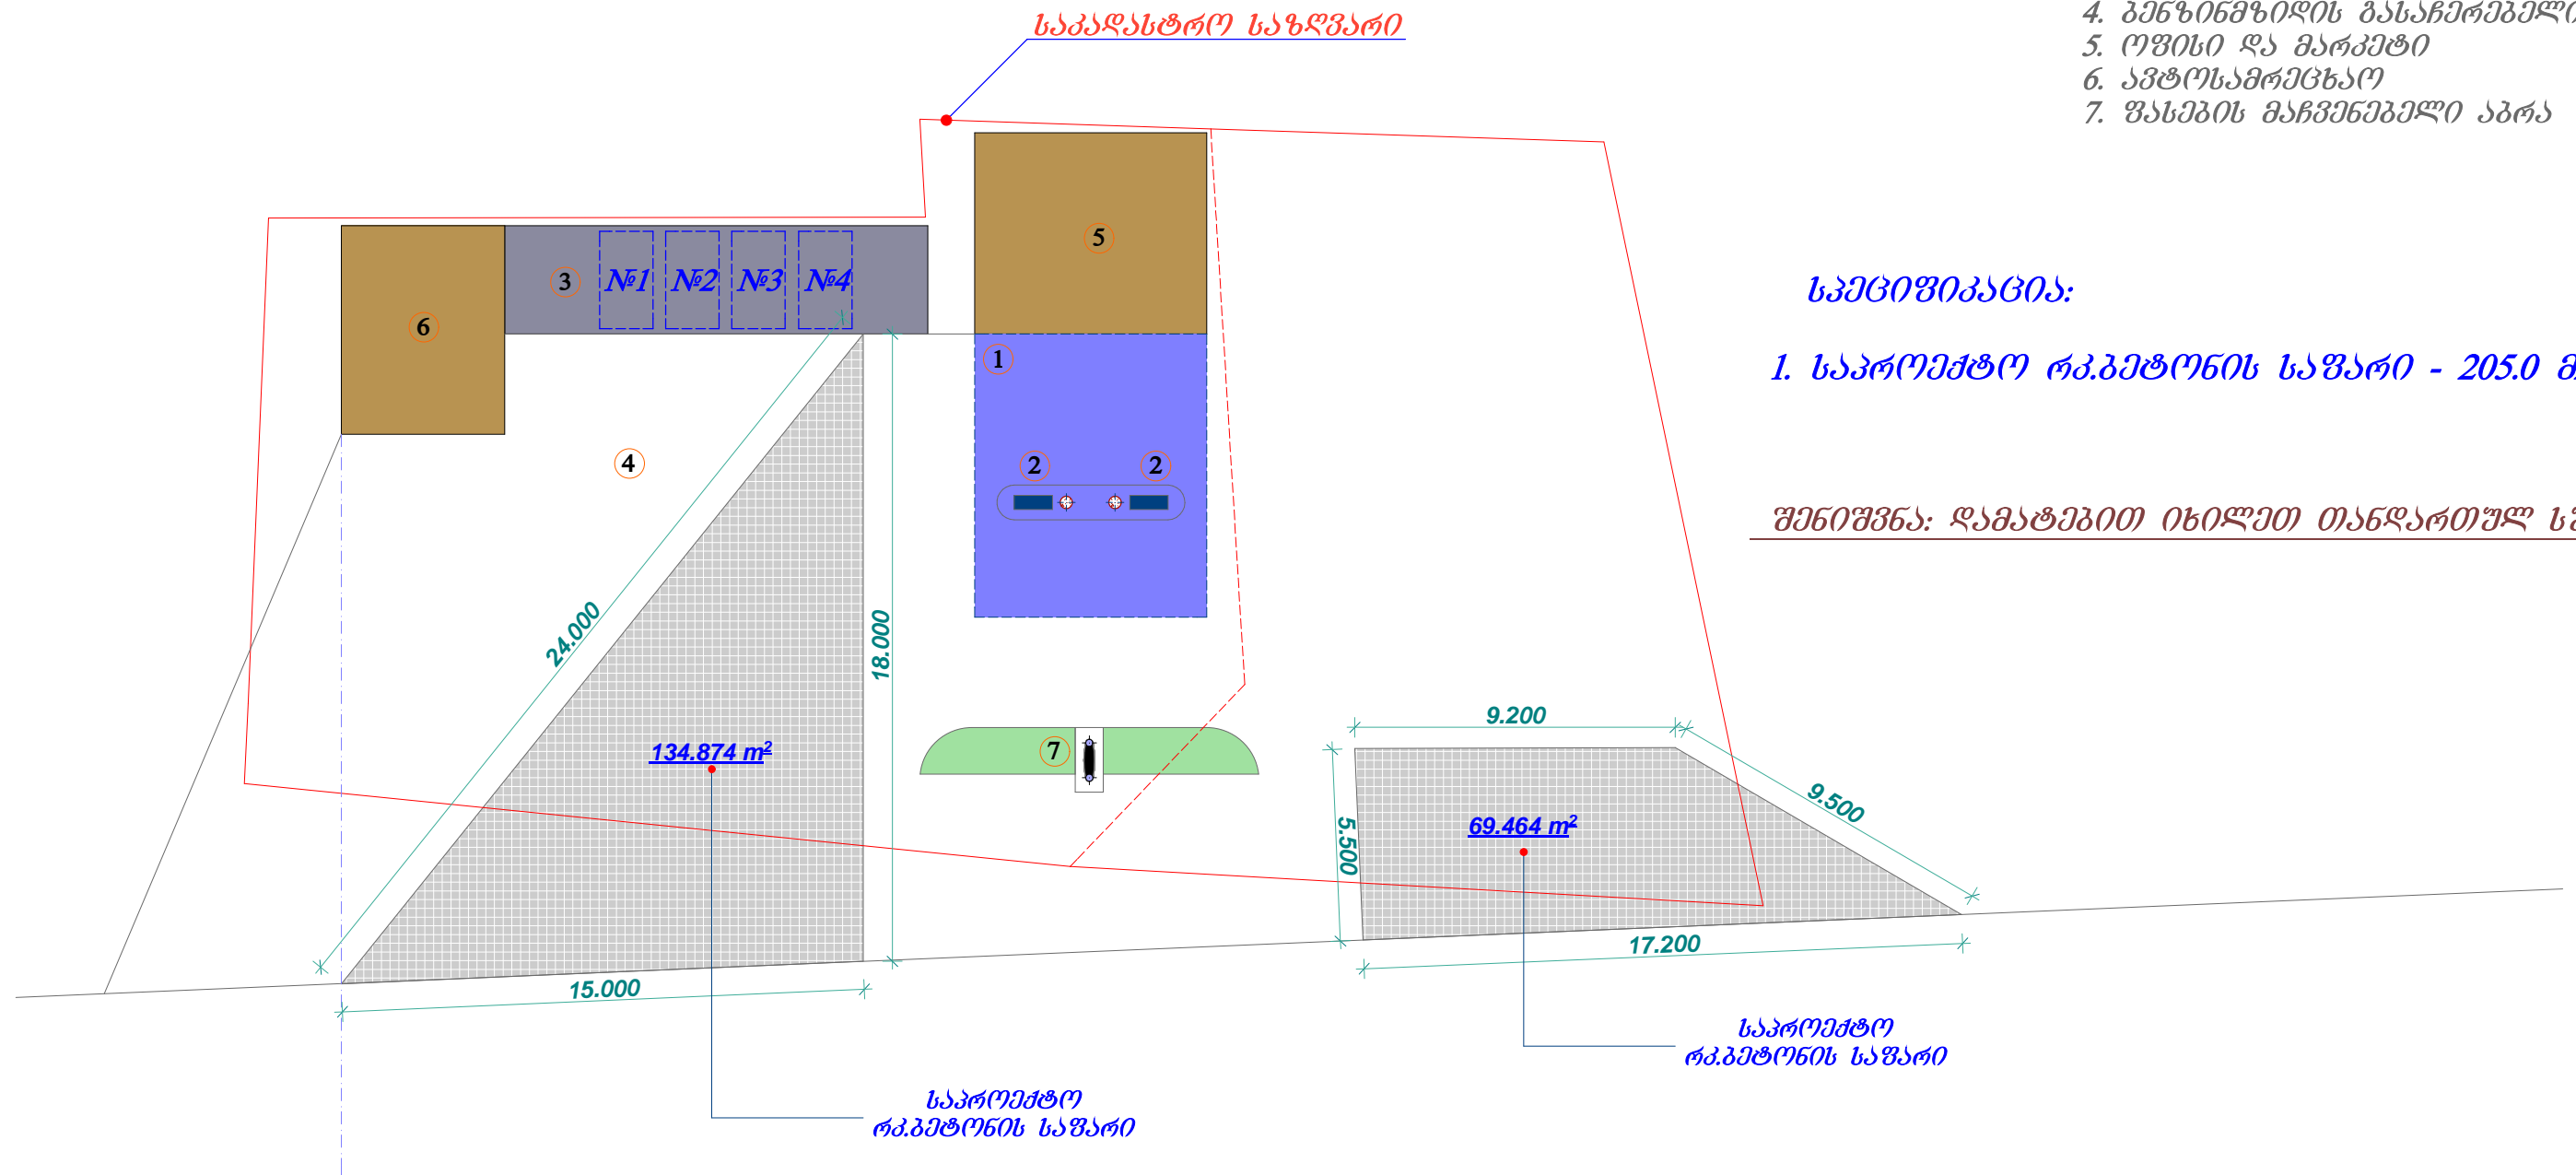 საკადასტრო საზღვარი
4. ბენზინმზიდის გასაჩერებელი
5. ოფისი და მარკეტი
6. ავტოსამრეცხაო
7. ფასების მაჩვენებელი აბრა
5
3
№1
№2
№3
№4
6
1
4
2
2
სპეციფიკაცია:
1. საპროექტო რკ.ბეტონის საფარი - 205.0
შენიშვნა: დამატებით იხილეთ თანდართულ
24.000
18.000
134.874 m²
7
9.200
9.500
5.500
69.464 m²
17.200
15.000
საპროექტო
რკ.ბეტონის საფარი
საპროექტო
რკ.ბეტონის საფარი